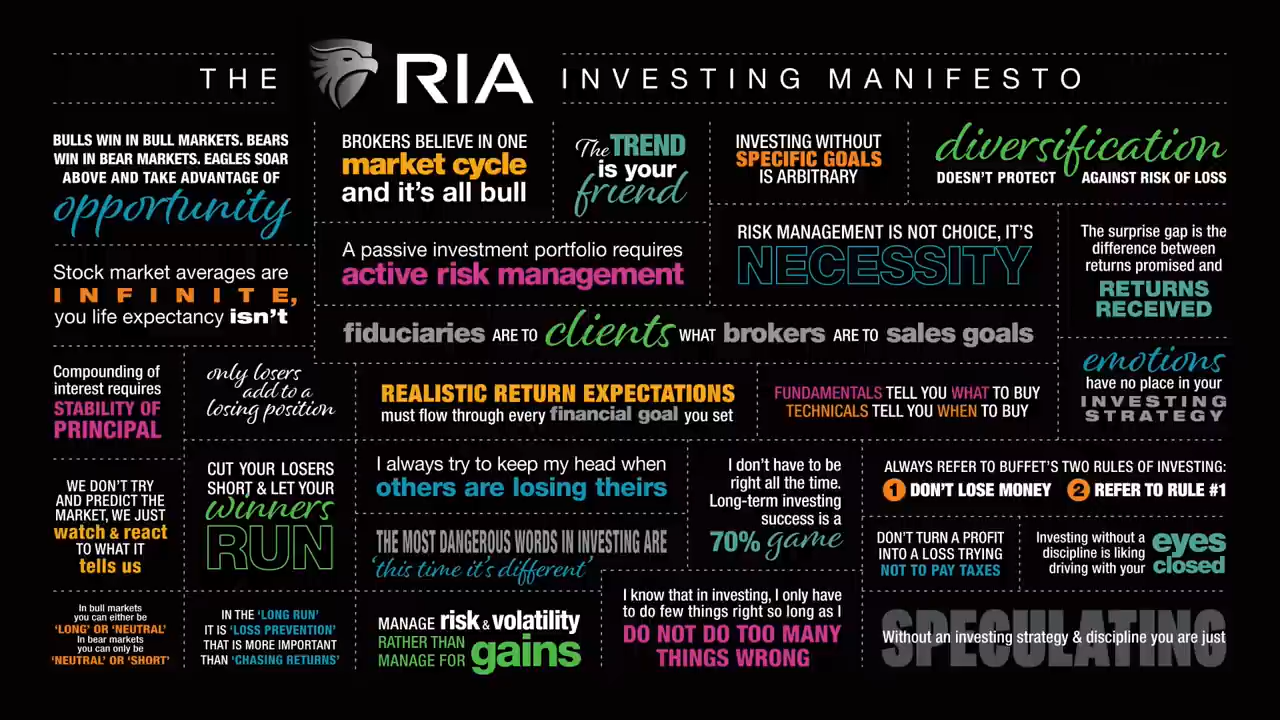 THE RIA INVESTING MANIFESTO
BULLS WIN IN BULL MARKETS. BEARS
WIN IN BEAR MARKETS. EAGLES SOAR
ABOVE AND TAKE ADVANTAGE OF
opportunity
BROKERS BELIEVE IN ONE
market cycle
and it's all bull
The TREND
is your
friend
INVESTING WITHOUT
SPECIFIC GOALS
IS ARBITRARY
diversification
DOESN'T PROTECT AGAINST RISK OF LOSS
Stock market averages are
INFINITE,
you life expectancy isn't
A passive investment portfolio requires
active risk management
RISK MANAGEMENT IS NOT CHOICE, IT'S
NECESSITY
The surprise gap is the
difference between
returns promised and
RETURNS
RECEIVED
fiduciaries ARE TO clients WHAT brokers ARE TO sales goals
Compounding of
interest requires
STABILITY OF
PRINCIPAL
only losers
add to a
losing position
REALISTIC RETURN EXPECTATIONS
must flow through every financial goal you set
FUNDAMENTALS TELL YOU WHAT TO BUY
TECHNICALS TELL YOU WHEN TO BUY
emotions
have no place in your
INVESTING
STRATEGY
WE DON'T TRY
AND PREDICT THE
MARKET, WE JUST
watch & react
TO WHAT IT
tells us
CUT YOUR LOSERS
SHORT & LET YOUR
winners
RUN
I always try to keep my head when
others are losing theirs
I don't have to be
right all the time.
Long-term investing
success is a
70% game
ALWAYS REFER TO BUFFET'S TWO RULES OF INVESTING:
1 DON'T LOSE MONEY 2 REFER TO RULE #1
THE MOST DANGEROUS WORDS IN INVESTING ARE
'this time it's different'
DON'T TURN A PROFIT
INTO A LOSS TRYING
NOT TO PAY TAXES
Investing without a
discipline is liking
driving with your
eyes
closed
In bull markets
you can either be
'LONG' OR 'NEUTRAL'
In bear markets
you can only be
'NEUTRAL' OR 'SHORT'
IN THE 'LONG RUN'
IT IS 'LOSS PREVENTION'
THAT IS MORE IMPORTANT
THAN 'CHASING RETURNS'
MANAGE risk & volatility
RATHER THAN
MANAGE FOR
gains
I know that in investing, I only have
to do few things right so long as I
DO NOT DO TOO MANY
THINGS WRONG
Without an investing strategy & discipline you are just
SPECULATING